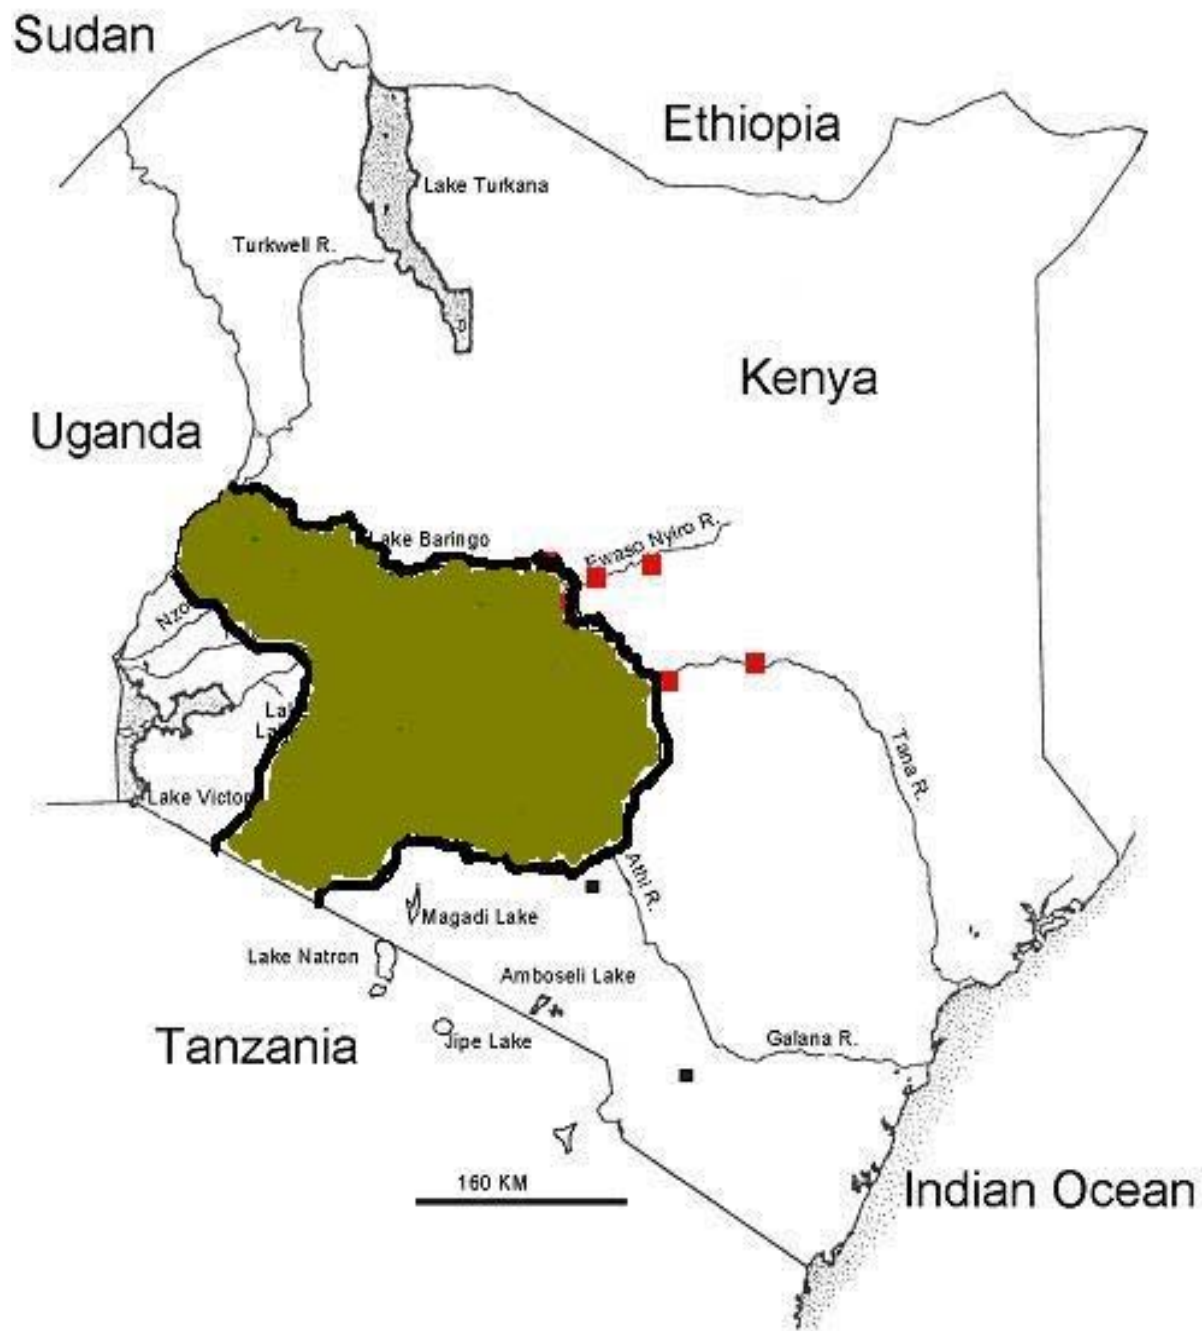 Sudan
Ethiopia
Lake Turkana
Turkwell R.
Kenya
Uganda
Lake Baringo
Ewaso Nyiro R.
Nzo
Tana R.
Lake Victor
Athi R.
Magadi Lake
Lake Natron
Amboseli Lake
Tanzania
Jipe Lake
Galana R.
160 KM
Indian Ocean